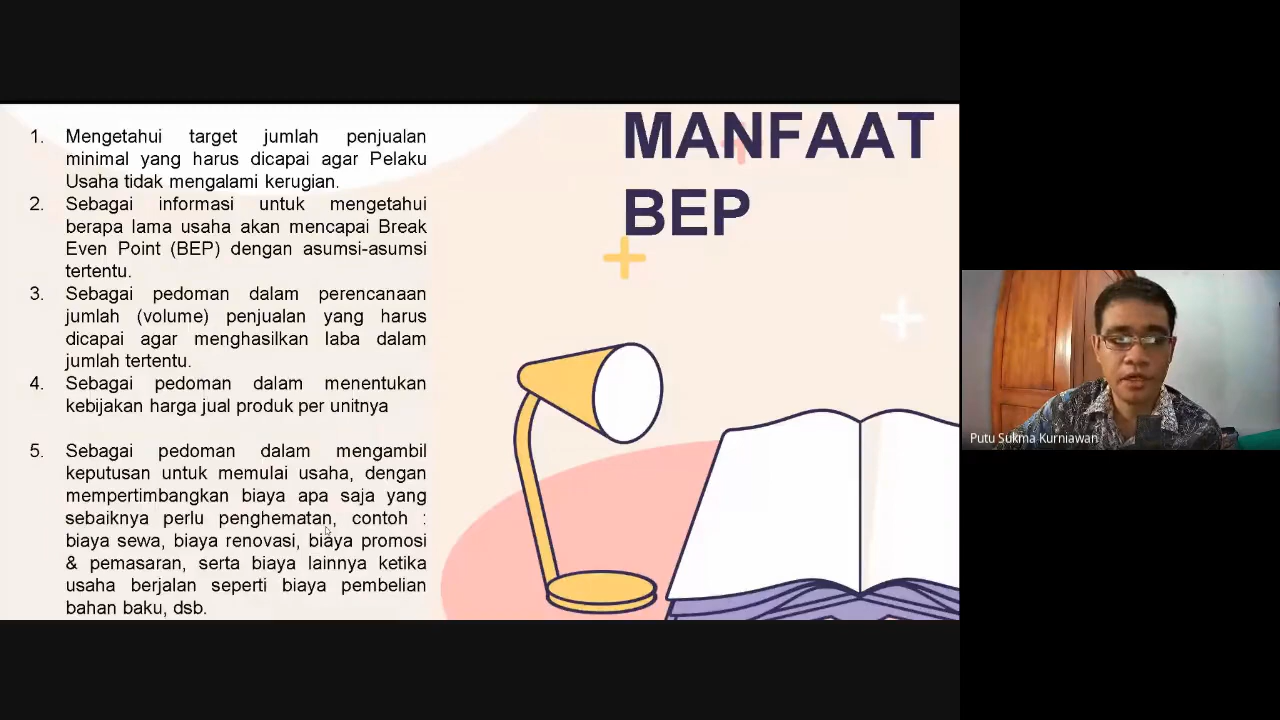 MANFAAT
BEP
1. Mengetahui target jumlah penjualan
minimal yang harus dicapai agar Pelaku
Usaha tidak mengalami kerugian.
2. Sebagai informasi untuk mengetahui
berapa lama usaha akan mencapai Break
Even Point (BEP) dengan asumsi-asumsi
tertentu.
3. Sebagai pedoman dalam perencanaan
jumlah (volume) penjualan yang harus
dicapai agar menghasilkan laba dalam
jumlah tertentu.
4. Sebagai pedoman dalam menentukan
kebijakan harga jual produk per unitnya
5. Sebagai pedoman dalam mengambil
keputusan untuk memulai usaha, dengan
mempertimbangkan biaya apa saja yang
sebaiknya perlu penghematan, contoh :
biaya sewa, biaya renovasi, biaya promosi
& pemasaran, serta biaya lainnya ketika
usaha berjalan seperti biaya pembelian
bahan baku, dsb.
Putu Sukma Kurniawan